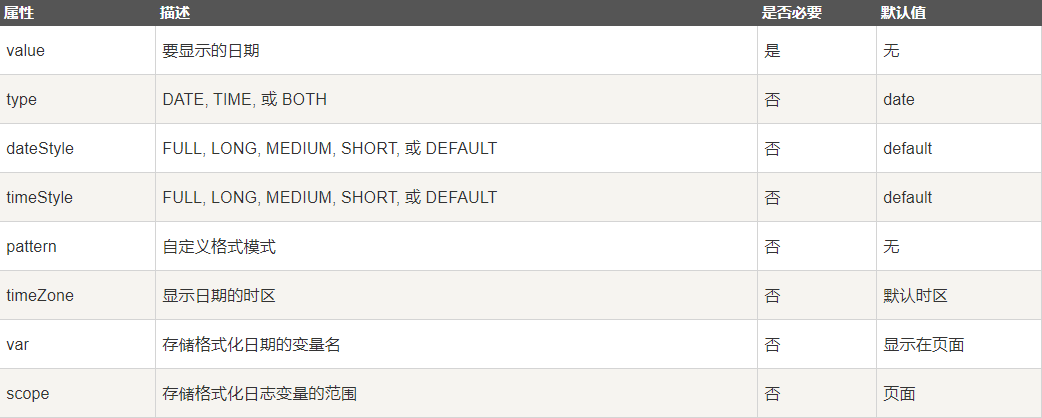 属性 描述 是否必要 默认值
value 要显示的日期 是 无
type DATE, TIME, 或 BOTH 否 date
dateStyle FULL, LONG, MEDIUM, SHORT, 或 DEFAULT 否 default
timeStyle FULL, LONG, MEDIUM, SHORT, 或 DEFAULT 否 default
pattern 自定义格式模式 否 无
timeZone 显示日期的时区 否 默认时区
var 存储格式化日期的变量名 否 显示在页面
scope 存储格式化日志变量的范围 否 页面